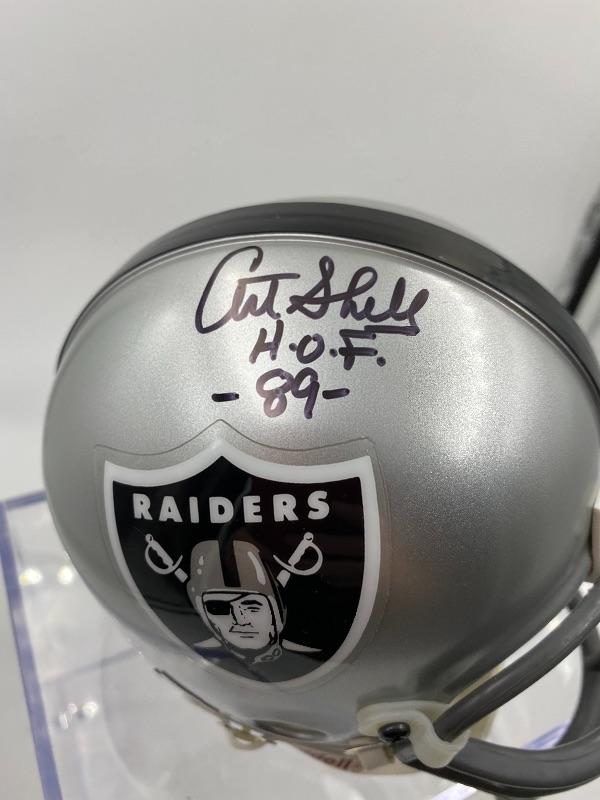 Art Shell
H.O.F.
-89-
RAIDERS